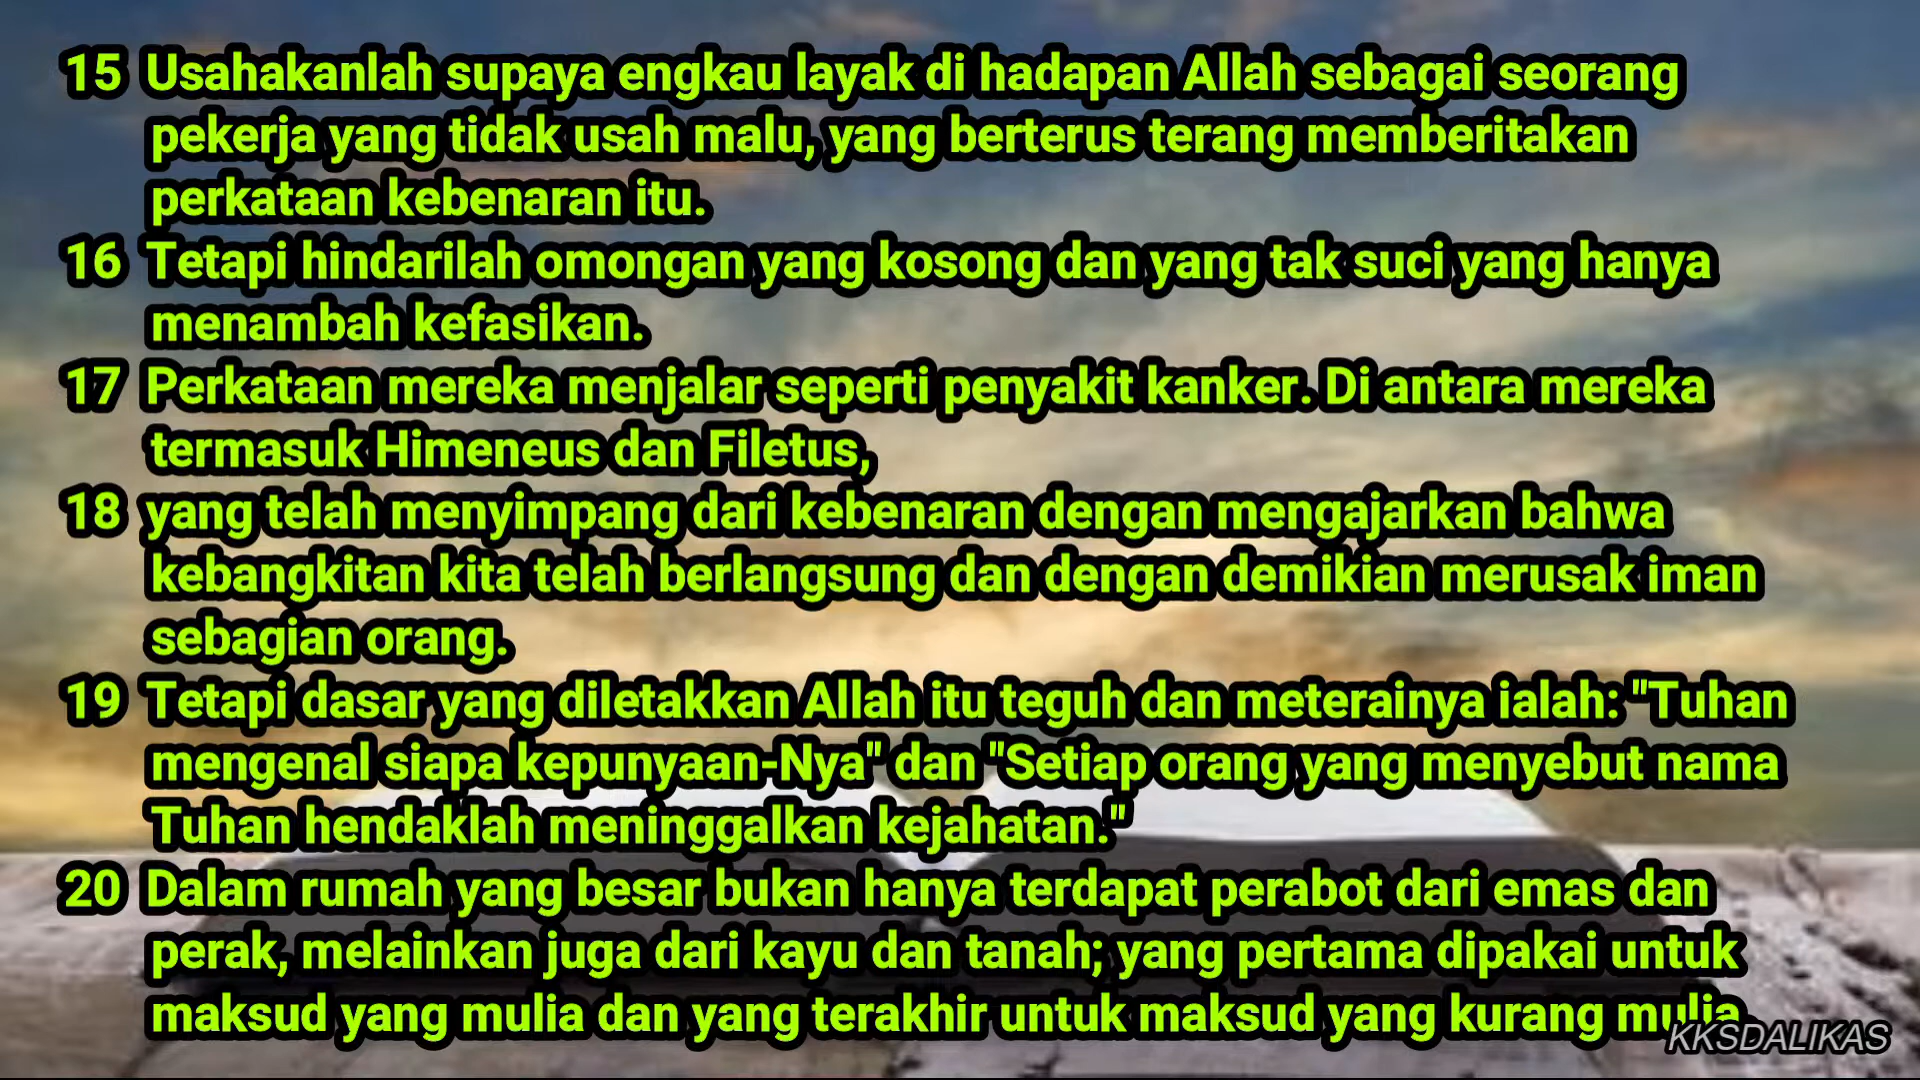 15 Usahakanlah supaya engkau layak di hadapan Allah sebagai seorang
pekerja yang tidak usah malu, yang berterus terang memberitakan
perkataan kebenaran itu.
16 Tetapi hindarilah omongan yang kosong dan yang tak suci yang hanya
menambah kefasikan.
17 Perkataan mereka menjalar seperti penyakit kanker. Di antara mereka
termasuk Himeneus dan Filetus,
18 yang telah menyimpang dari kebenaran dengan mengajarkan bahwa
kebangkitan kita telah berlangsung dan dengan demikian merusak iman
sebagian orang.
19 Tetapi dasar yang diletakkan Allah itu teguh dan meterainya ialah: "Tuhan
mengenal siapa kepunyaan-Nya" dan "Setiap orang yang menyebut nama
Tuhan hendaklah meninggalkan kejahatan."
20 Dalam rumah yang besar bukan hanya terdapat perabot dari emas dan
perak, melainkan juga dari kayu dan tanah; yang pertama dipakai untuk
maksud yang mulia dan yang terakhir untuk maksud yang kurang mulia.
KKSDALIKAS